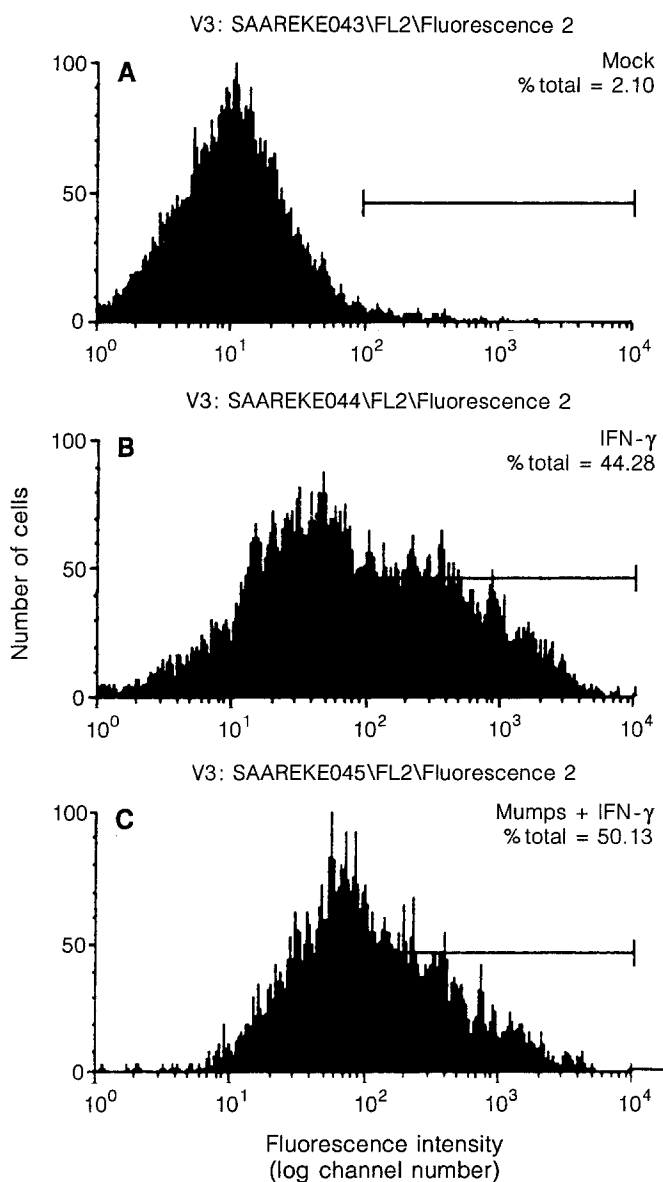 V3: SAAREKE043\FL2\Fluorescence 2
A
Mock
% total = 2.10
100
50
0
10⁰ 10¹ 10² 10³ 10⁴
V3: SAAREKE044\FL2\Fluorescence 2
B
IFN-γ
% total = 44.28
100
50
0
10⁰ 10¹ 10² 10³ 10⁴
Number of cells
V3: SAAREKE045\FL2\Fluorescence 2
C
Mumps + IFN-γ
% total = 50.13
100
50
0
10⁰ 10¹ 10² 10³ 10⁴
Fluorescence intensity
(log channel number)